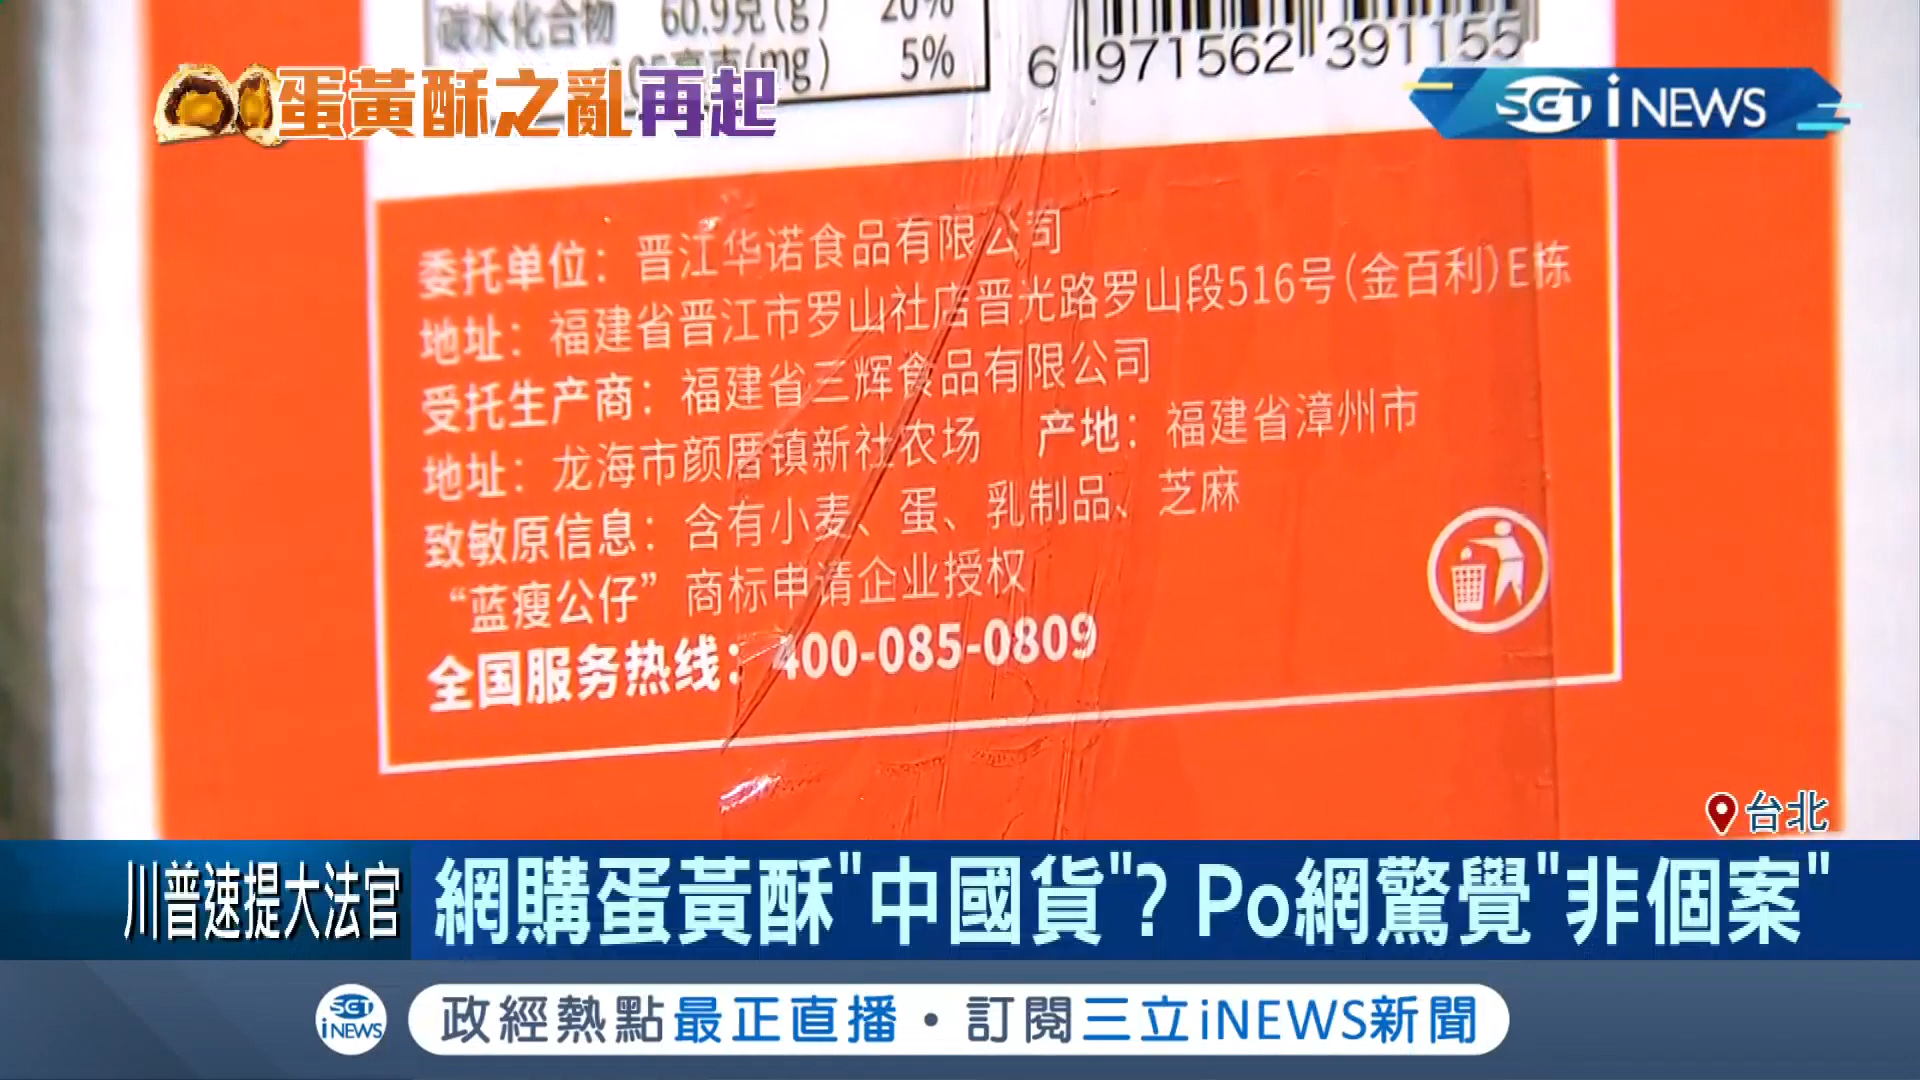 碳水化合物 60.9克(g) 20%
毫克(mg) 5%
6 971562 391155
蛋黃酥之亂再起
SET iNEWS
委托单位：晋江华诺食品有限公司
地址：福建省晋江市罗山社店晋光路罗山段516号(金百利)E栋
受托生产商：福建省三辉食品有限公司
地址：龙海市颜厝镇新社农场 产地：福建省漳州市
致敏原信息：含有小麦、蛋、乳制品、芝麻
“蓝瘦公仔”商标申请企业授权
全国服务热线：400-085-0809
台北
川普速提大法官
網購蛋黃酥"中國貨"? Po網驚覺"非個案"
SET iNEWS
政經熱點最正直播・訂閱三立iNEWS新聞